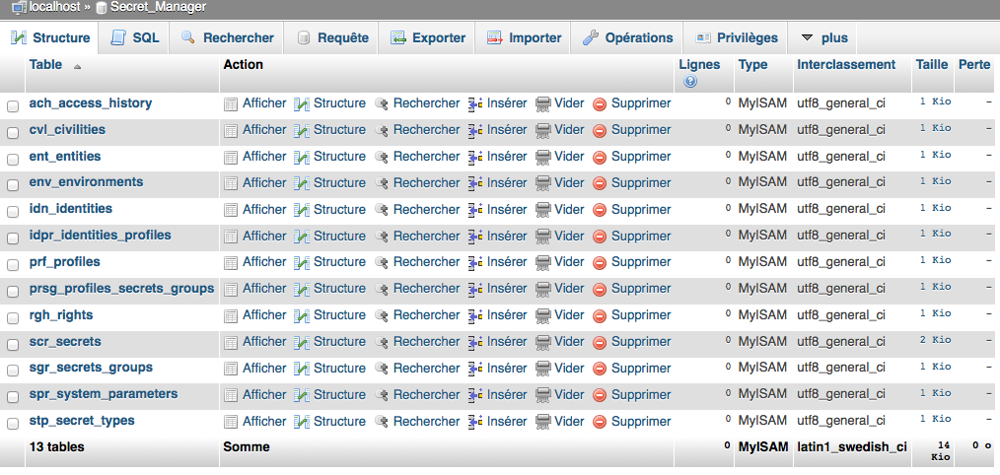 localhost » Secret_Manager
Structure SQL Rechercher Requête Exporter Importer Opérations Privilèges plus
Table Action Lignes Type Interclassement Taille Perte
ach_access_history Afficher Structure Rechercher Insérer Vider Supprimer 0 MyISAM utf8_general_ci 1 Kio -
cvl_civilities Afficher Structure Rechercher Insérer Vider Supprimer 0 MyISAM utf8_general_ci 1 Kio -
ent_entities Afficher Structure Rechercher Insérer Vider Supprimer 0 MyISAM utf8_general_ci 1 Kio -
env_environments Afficher Structure Rechercher Insérer Vider Supprimer 0 MyISAM utf8_general_ci 1 Kio -
idn_identities Afficher Structure Rechercher Insérer Vider Supprimer 0 MyISAM utf8_general_ci 1 Kio -
idpr_identities_profiles Afficher Structure Rechercher Insérer Vider Supprimer 0 MyISAM utf8_general_ci 1 Kio -
prf_profiles Afficher Structure Rechercher Insérer Vider Supprimer 0 MyISAM utf8_general_ci 1 Kio -
prsg_profiles_secrets_groups Afficher Structure Rechercher Insérer Vider Supprimer 0 MyISAM utf8_general_ci 1 Kio -
rgh_rights Afficher Structure Rechercher Insérer Vider Supprimer 0 MyISAM utf8_general_ci 1 Kio -
scr_secrets Afficher Structure Rechercher Insérer Vider Supprimer 0 MyISAM utf8_general_ci 2 Kio -
sgr_secrets_groups Afficher Structure Rechercher Insérer Vider Supprimer 0 MyISAM utf8_general_ci 1 Kio -
spr_system_parameters Afficher Structure Rechercher Insérer Vider Supprimer 0 MyISAM utf8_general_ci 1 Kio -
stp_secret_types Afficher Structure Rechercher Insérer Vider Supprimer 0 MyISAM utf8_general_ci 1 Kio -
13 tables Somme 0 MyISAM latin1_swedish_ci 14 Kio 0 o